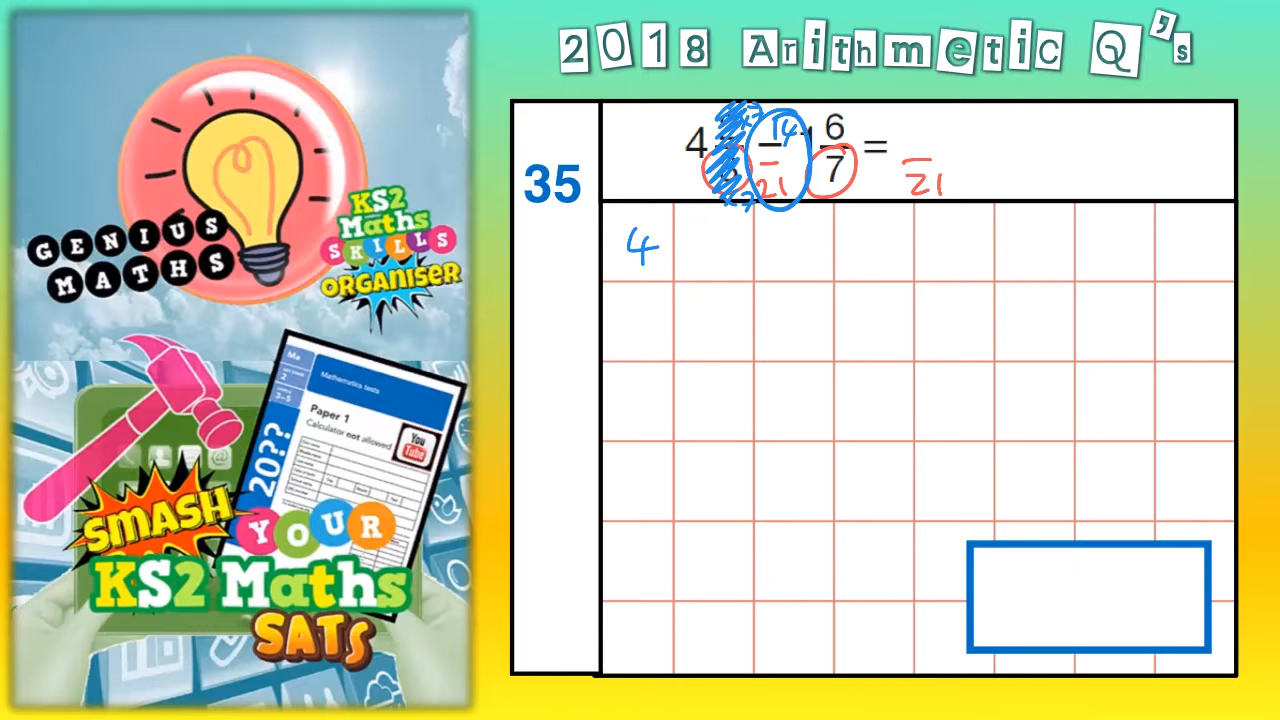 2018 Arithmetic Q's
GENIUS
MATHS
KS2
Maths
SKILLS
ORGANISER
Ma
Mathematics tests
Paper 1
Calculator not allowed
You
Tube
20??
SMASH
YOUR
KS2 Maths
SATS
35
4 14/21 − 1 6/7 =
21
4